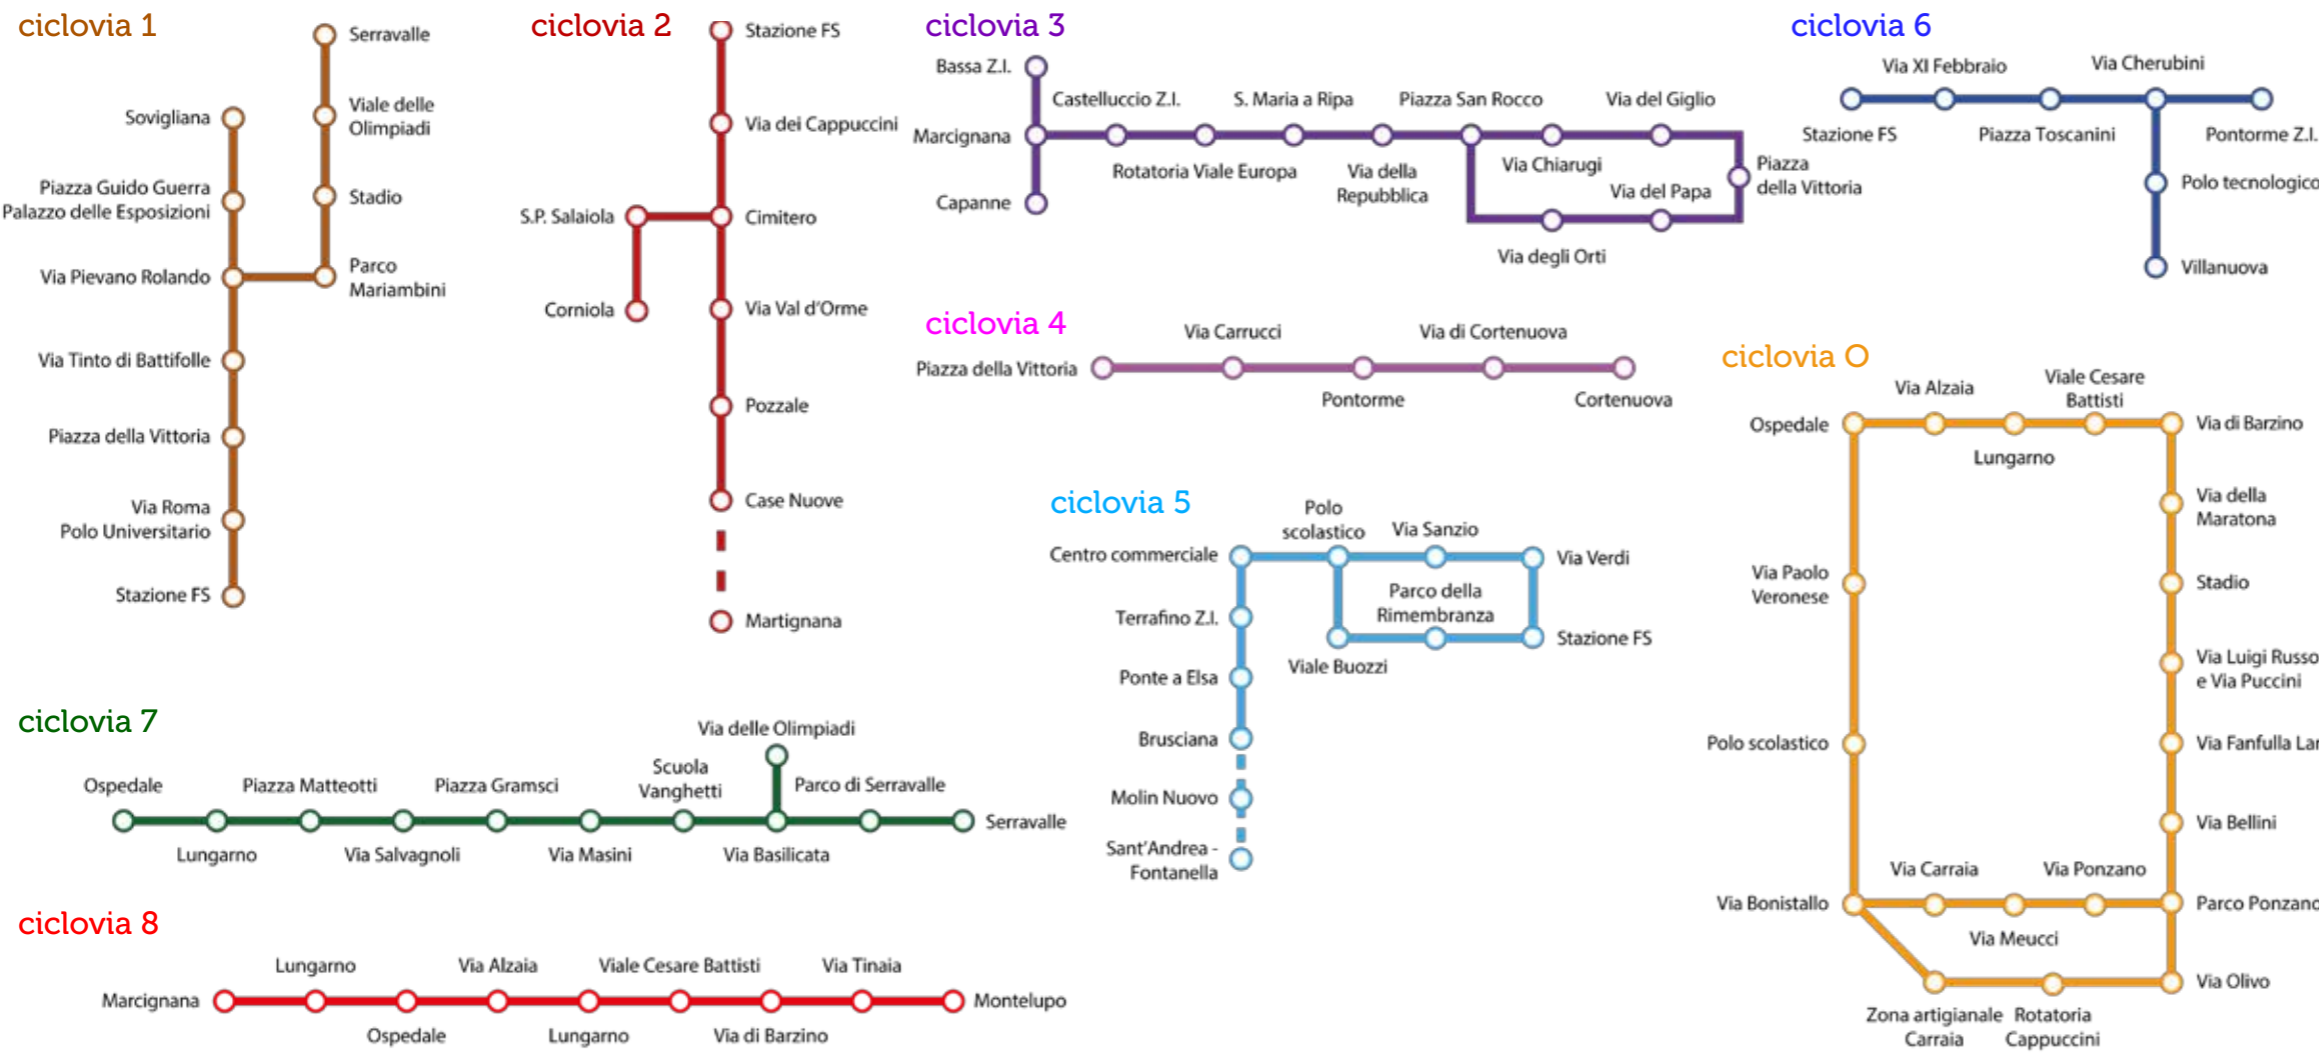 ciclovia 1
Serravalle
Viale delle
Olimpiadi
Stadio
Parco
Mariambini
Sovigliana
Piazza Guido Guerra
Palazzo delle Esposizioni
Via Pievano Rolando
Via Tinto di Battifolle
Piazza della Vittoria
Via Roma
Polo Universitario
Stazione FS
ciclovia 2
Stazione FS
Via dei Cappuccini
S.P. Salaiola
Cimitero
Corniola
Via Val d'Orme
Pozzale
Case Nuove
Martignana
ciclovia 3
Bassa Z.I.
Marcignana
Capanne
Castelluccio Z.I.
Rotatoria Viale Europa
S. Maria a Ripa
Via della
Repubblica
Piazza San Rocco
Via Chiarugi
Via del Giglio
Piazza
della Vittoria
Via del Papa
Via degli Orti
ciclovia 6
Via XI Febbraio
Via Cherubini
Stazione FS
Piazza Toscanini
Pontorme Z.I.
Polo tecnologico
Villanuova
ciclovia 4
Via Carrucci
Via di Cortenuova
Piazza della Vittoria
Pontorme
Cortenuova
ciclovia 5
Polo
scolastico
Via Sanzio
Centro commerciale
Via Verdi
Parco della
Rimembranza
Stazione FS
Viale Buozzi
Terrafino Z.I.
Ponte a Elsa
Brusciana
Molin Nuovo
Sant'Andrea -
Fontanella
ciclovia O
Via Alzaia
Viale Cesare
Battisti
Ospedale
Lungarno
Via di Barzino
Via della
Maratona
Via Paolo
Veronese
Stadio
Via Luigi Russo
e Via Puccini
Polo scolastico
Via Fanfulla Lar
Via Bellini
Via Carraia
Via Ponzano
Via Bonistallo
Parco Ponzano
Via Meucci
Via Olivo
Zona artigianale
Carraia
Rotatoria
Cappuccini
ciclovia 7
Via delle Olimpiadi
Ospedale
Piazza Matteotti
Piazza Gramsci
Scuola
Vanghetti
Parco di Serravalle
Serravalle
Lungarno
Via Salvagnoli
Via Masini
Via Basilicata
ciclovia 8
Lungarno
Via Alzaia
Viale Cesare Battisti
Via Tinaia
Marcignana
Montelupo
Ospedale
Lungarno
Via di Barzino